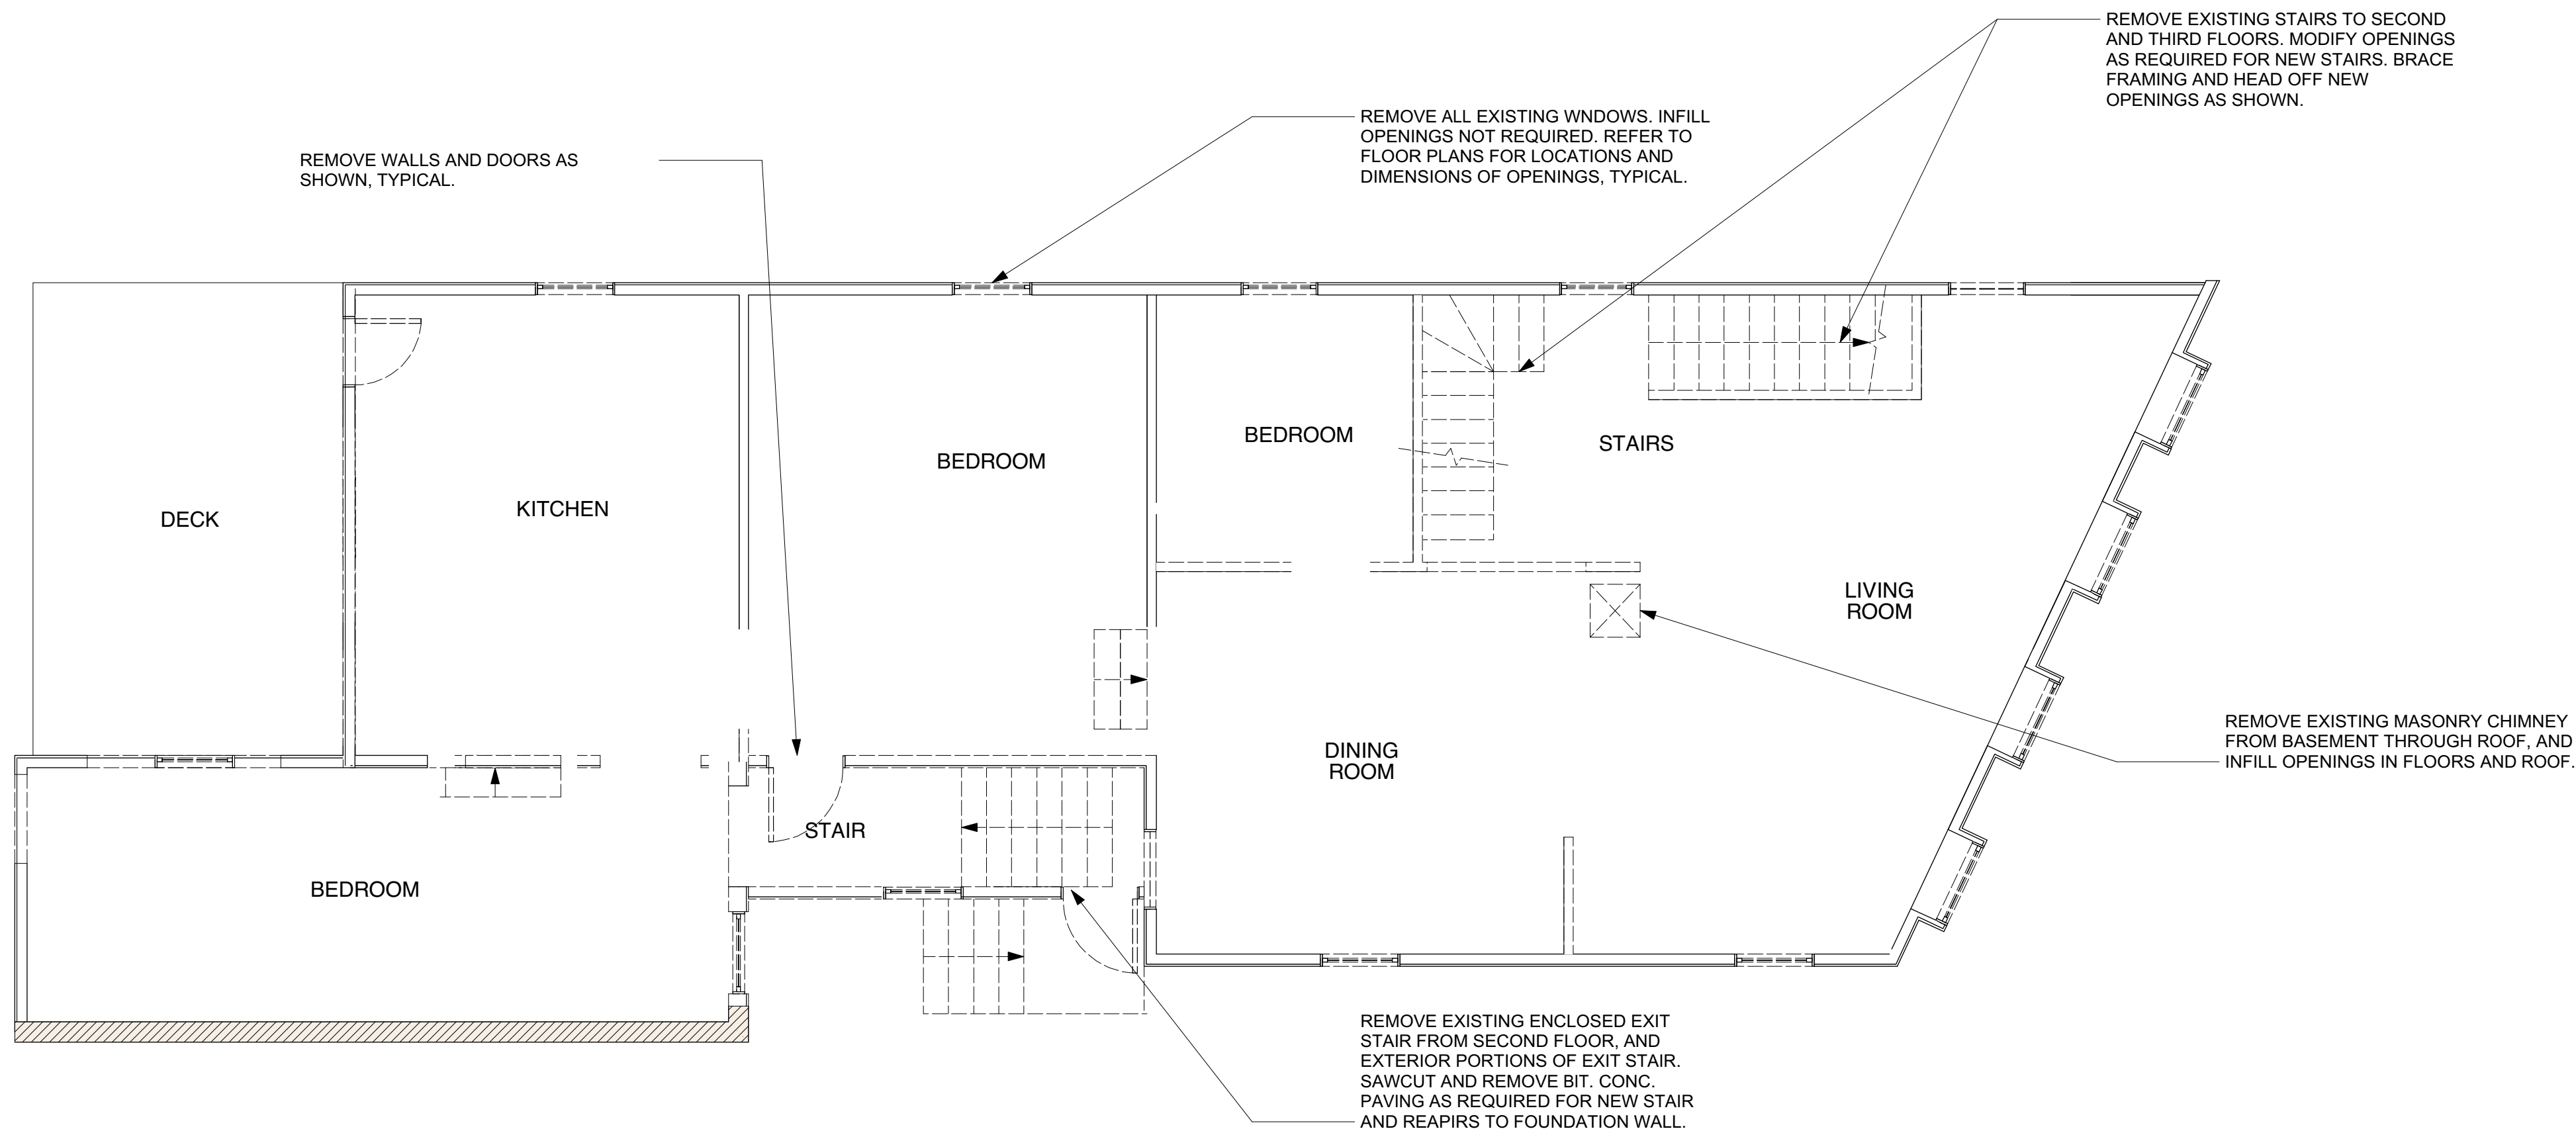 REMOVE EXISTING STAIRS TO SECOND
AND THIRD FLOORS. MODIFY OPENINGS
AS REQUIRED FOR NEW STAIRS. BRACE
FRAMING AND HEAD OFF NEW
OPENINGS AS SHOWN.
REMOVE ALL EXISTING WNDOWS. INFILL
OPENINGS NOT REQUIRED. REFER TO
FLOOR PLANS FOR LOCATIONS AND
DIMENSIONS OF OPENINGS, TYPICAL.
REMOVE WALLS AND DOORS AS
SHOWN, TYPICAL.
DECK
KITCHEN
BEDROOM
BEDROOM
STAIRS
LIVING
ROOM
DINING
ROOM
STAIR
BEDROOM
REMOVE EXISTING MASONRY CHIMNEY
FROM BASEMENT THROUGH ROOF, AND
INFILL OPENINGS IN FLOORS AND ROOF.
REMOVE EXISTING ENCLOSED EXIT
STAIR FROM SECOND FLOOR, AND
EXTERIOR PORTIONS OF EXIT STAIR.
SAWCUT AND REMOVE BIT. CONC.
PAVING AS REQUIRED FOR NEW STAIR
AND REAPIRS TO FOUNDATION WALL.